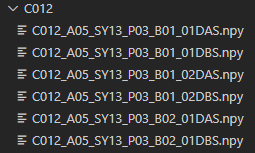 C012
C012_A05_SY13_P03_B01_01DAS.npy
C012_A05_SY13_P03_B01_01DBS.npy
C012_A05_SY13_P03_B01_02DAS.npy
C012_A05_SY13_P03_B01_02DBS.npy
C012_A05_SY13_P03_B02_01DAS.npy
C012_A05_SY13_P03_B02_01DBS.npy